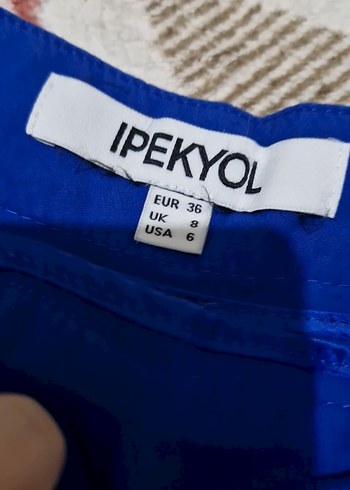 IPEKYOL
EUR 36
UK 8
USA 6